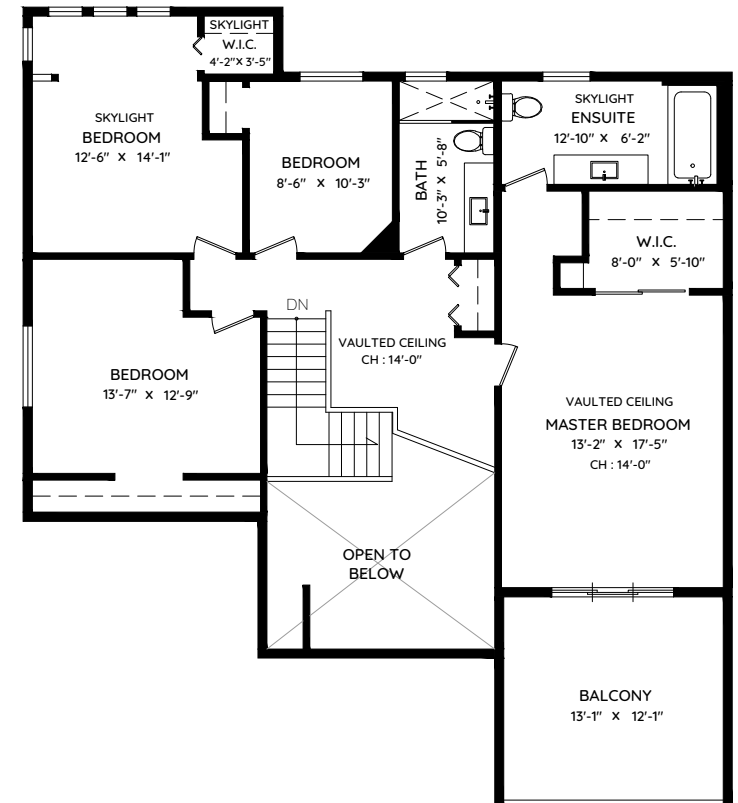 SKYLIGHT
W.I.C.
4'-2" X 3'-5"
SKYLIGHT
BEDROOM
12'-6" X 14'-1"
BEDROOM
8'-6" X 10'-3"
BATH
10'-3" X 5'-8"
SKYLIGHT
ENSUITE
12'-10" X 6'-2"
W.I.C.
8'-0" X 5'-10"
DN
VAULTED CEILING
CH : 14'-0"
BEDROOM
13'-7" X 12'-9"
VAULTED CEILING
MASTER BEDROOM
13'-2" X 17'-5"
CH : 14'-0"
OPEN TO
BELOW
BALCONY
13'-1" X 12'-1"